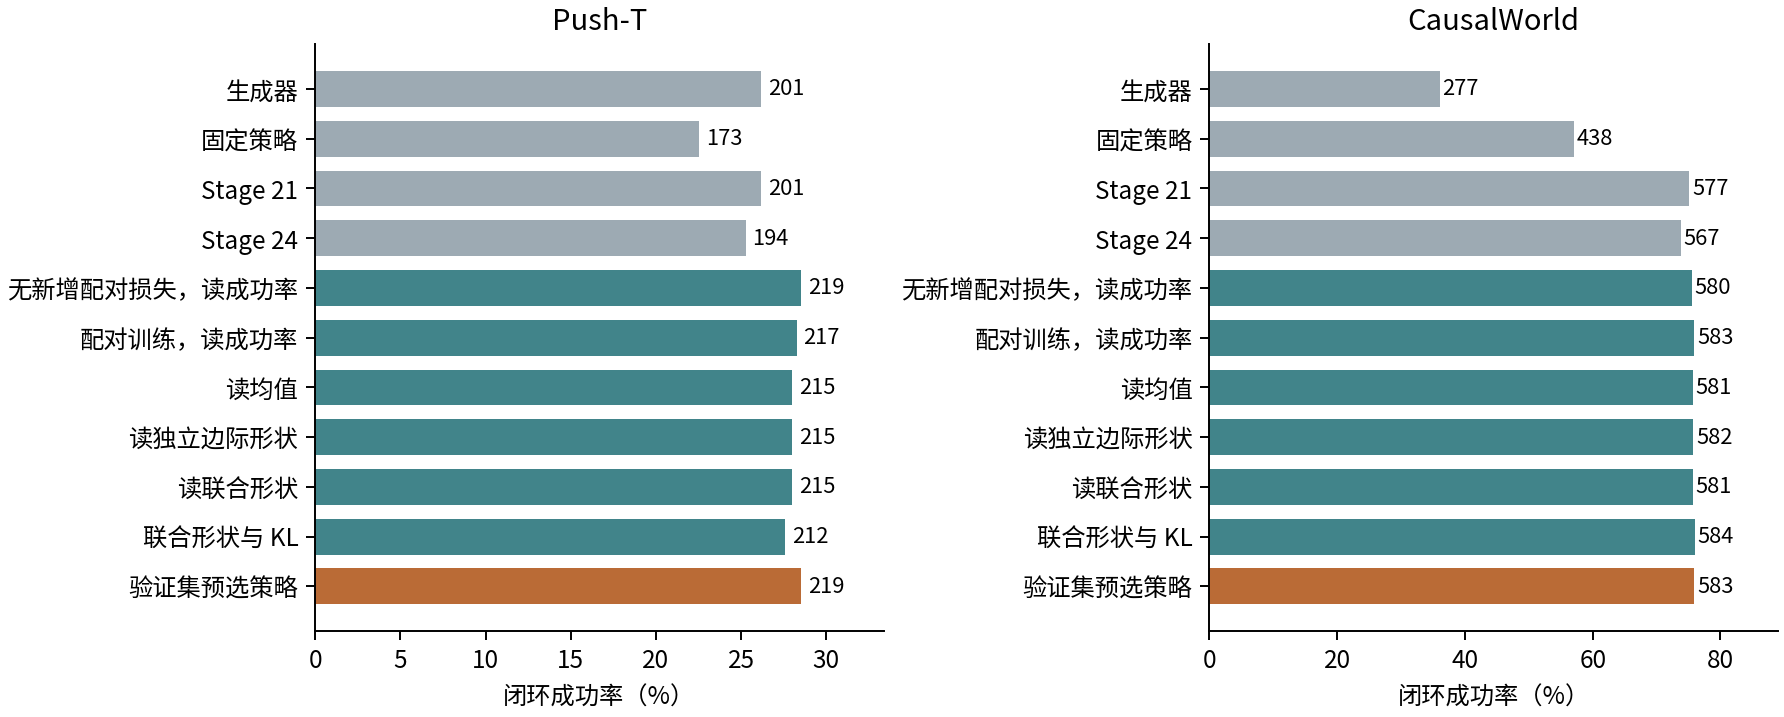 Push-T
生成器 201
固定策略 173
Stage 21 201
Stage 24 194
无新增配对损失，读成功率 219
配对训练，读成功率 217
读均值 215
读独立边际形状 215
读联合形状 215
联合形状与 KL 212
验证集预选策略 219
0 5 10 15 20 25 30
闭环成功率（%）
CausalWorld
生成器 277
固定策略 438
Stage 21 577
Stage 24 567
无新增配对损失，读成功率 580
配对训练，读成功率 583
读均值 581
读独立边际形状 582
读联合形状 581
联合形状与 KL 584
验证集预选策略 583
0 20 40 60 80
闭环成功率（%）